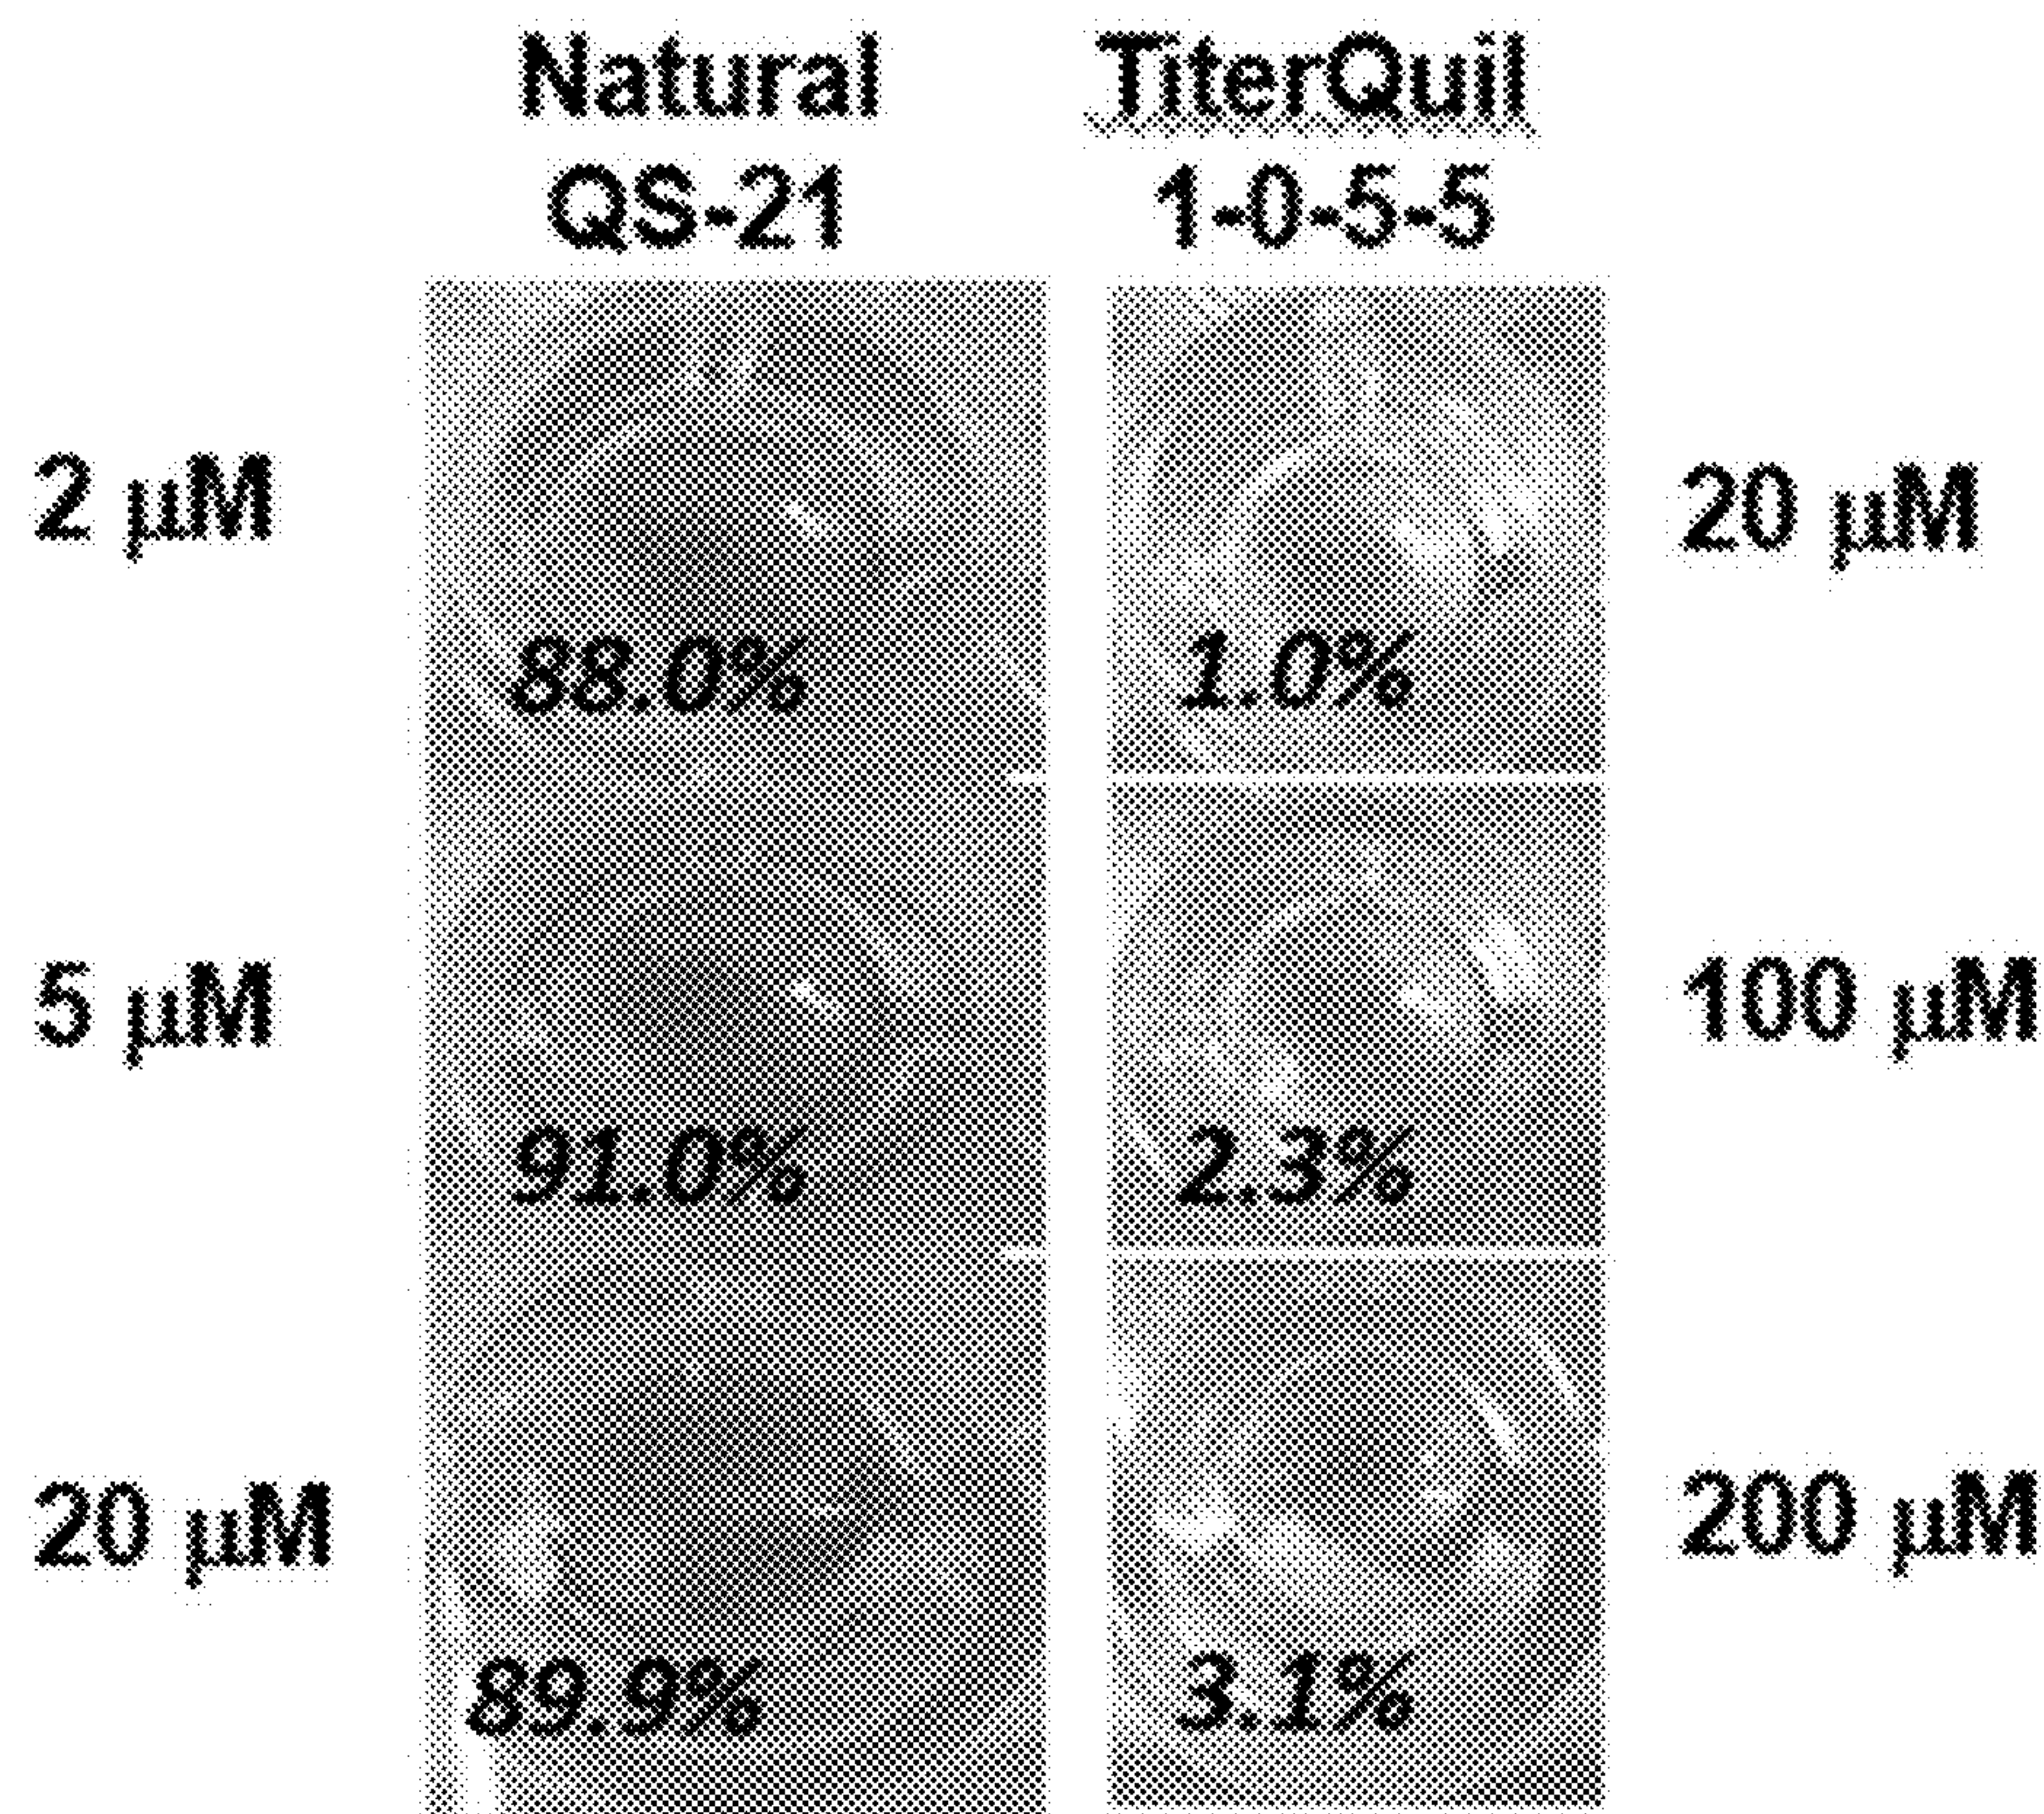 Natural
QS-21
TiterQuil
1-0-5-5
2 µM
88.0%
1.0%
20 µM
5 µM
91.0%
2.3%
100 µM
20 µM
89.9%
3.1%
200 µM